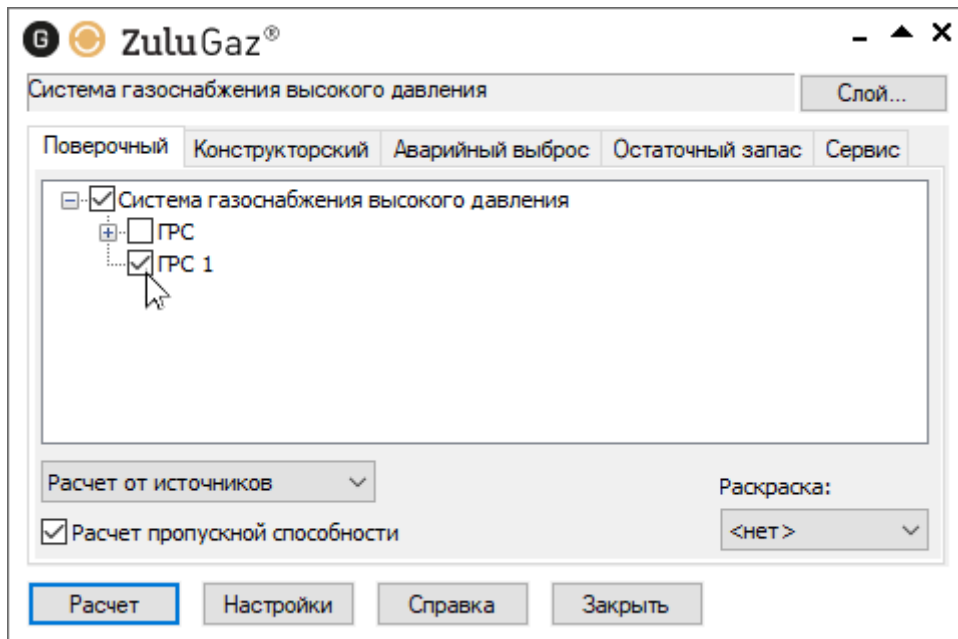 G ZuluGaz®
Система газоснабжения высокого давления Слой...
Поверочный Конструкторский Аварийный выброс Остаточный запас Сервис
Система газоснабжения высокого давления
ГРС
ГРС 1
Расчет от источников Раскраска:
Расчет пропускной способности <нет>
Расчет Настройки Справка Закрыть